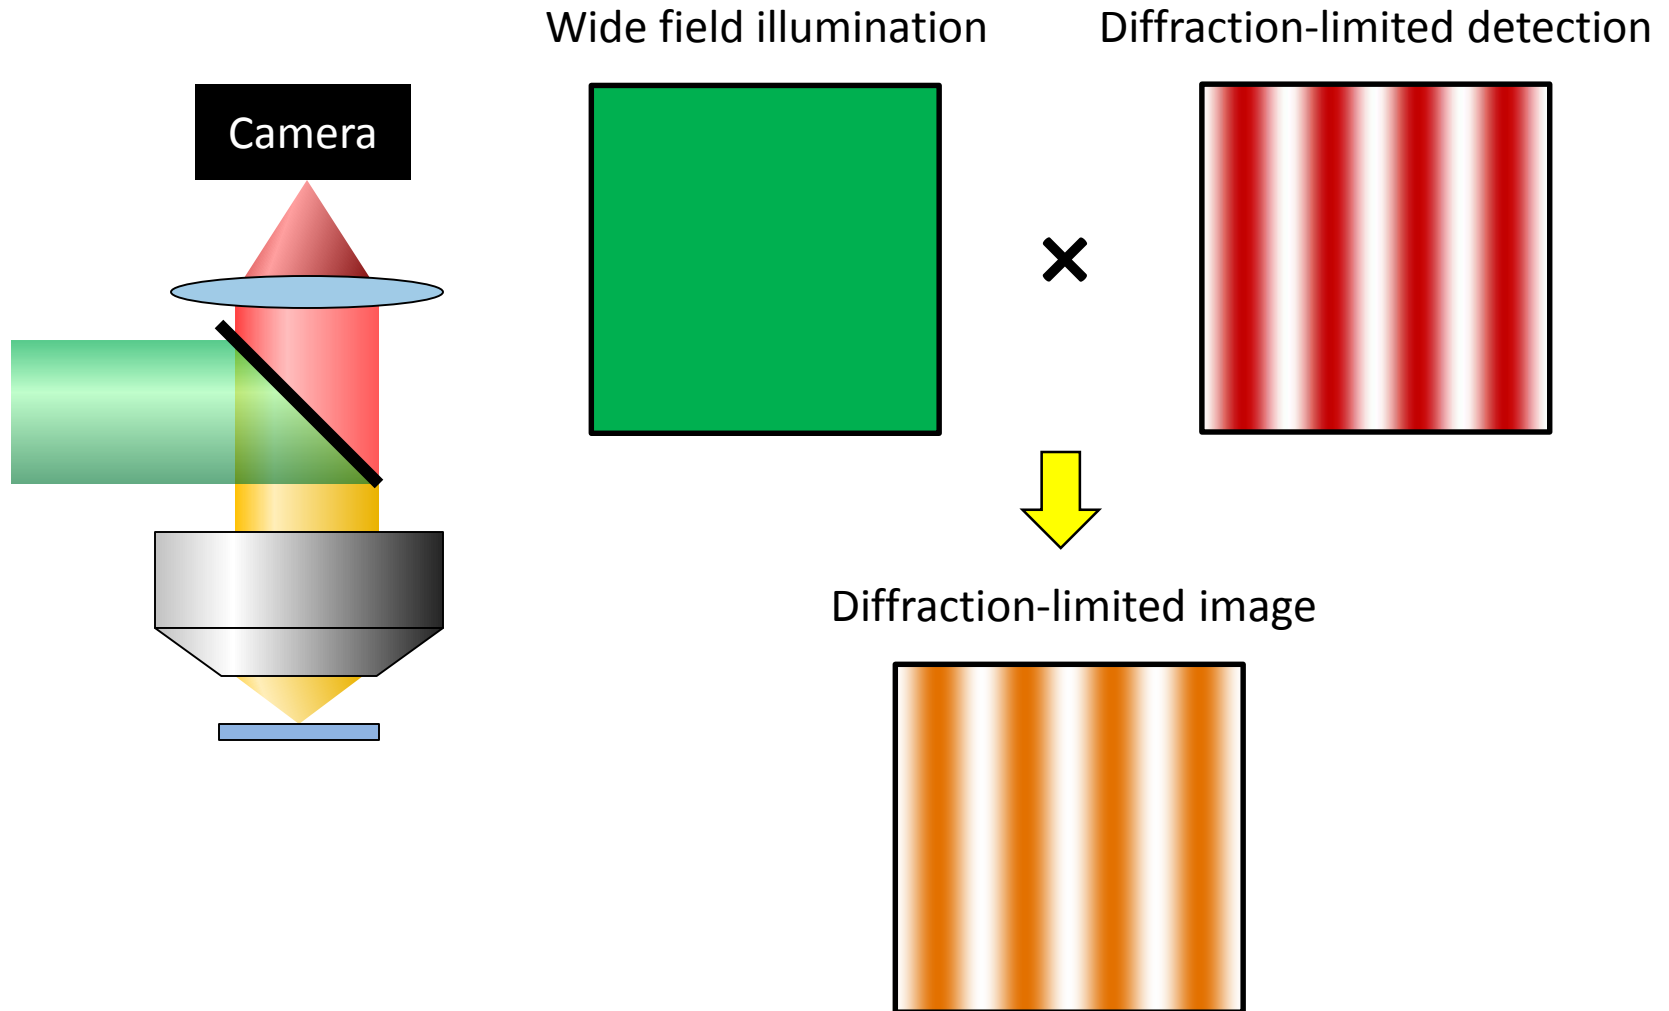 Wide field illumination
Diffraction-limited detection
Camera
Diffraction-limited image